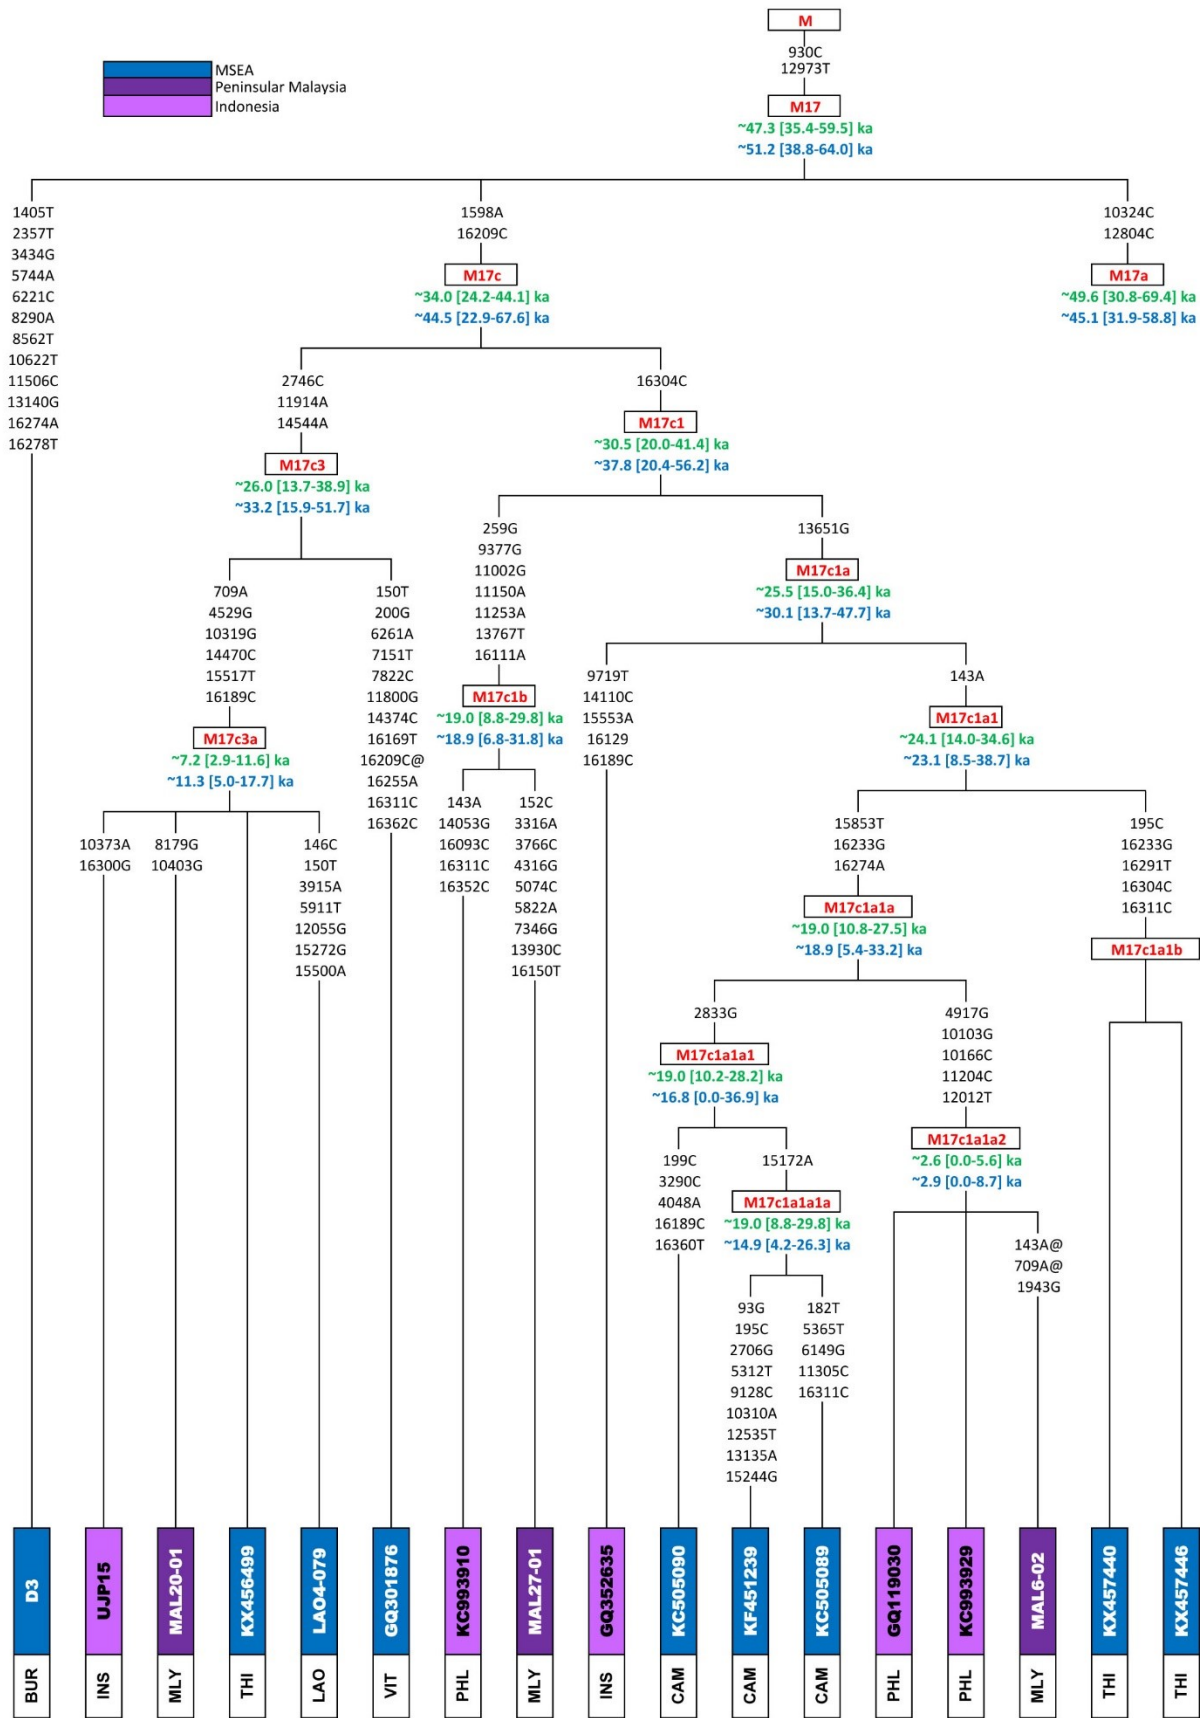 M
930C
12973T
M17
~47.3 [35.4-59.5] ka
~51.2 [38.8-64.0] ka
MSEA
Peninsular Malaysia
Indonesia
1405T
2357T
3434G
5744A
6221C
8290A
8562T
10622T
11506C
13140G
16274A
16278T
1598A
16209C
M17c
~34.0 [24.2-44.1] ka
~44.5 [22.9-67.6] ka
10324C
12804C
M17a
~49.6 [30.8-69.4] ka
~45.1 [31.9-58.8] ka
2746C
11914A
14544A
M17c3
~26.0 [13.7-38.9] ka
~33.2 [15.9-51.7] ka
16304C
M17c1
~30.5 [20.0-41.4] ka
~37.8 [20.4-56.2] ka
709A
4529G
10319G
14470C
15517T
16189C
M17c3a
~7.2 [2.9-11.6] ka
~11.3 [5.0-17.7] ka
150T
200G
6261A
7151T
7822C
11800G
14374C
16169T
16209C@
16255A
16311C
16362C
259G
9377G
11002G
11150A
11253A
13767T
16111A
M17c1b
~19.0 [8.8-29.8] ka
~18.9 [6.8-31.8] ka
13651G
M17c1a
~25.5 [15.0-36.4] ka
~30.1 [13.7-47.7] ka
9719T
14110C
15553A
16129
16189C
143A
M17c1a1
~24.1 [14.0-34.6] ka
~23.1 [8.5-38.7] ka
10373A
16300G
8179G
10403G
146C
150T
3915A
5911T
12055G
15272G
15500A
143A
14053G
16093C
16311C
16352C
152C
3316A
3766C
4316G
5074C
5822A
7346G
13930C
16150T
15853T
16233G
16274A
M17c1a1a
~19.0 [10.8-27.5] ka
~18.9 [5.4-33.2] ka
195C
16233G
16291T
16304C
16311C
M17c1a1b
2833G
M17c1a1a1
~19.0 [10.2-28.2] ka
~16.8 [0.0-36.9] ka
4917G
10103G
10166C
11204C
12012T
M17c1a1a2
~2.6 [0.0-5.6] ka
~2.9 [0.0-8.7] ka
199C
3290C
4048A
16189C
16360T
15172A
M17c1a1a1a
~19.0 [8.8-29.8] ka
~14.9 [4.2-26.3] ka
143A@
709A@
1943G
93G
195C
2706G
5312T
9128C
10310A
12535T
13135A
15244G
182T
5365T
6149G
11305C
16311C
D3
UJP15
MAL20-01
KX456499
LAO4-079
GQ301876
KC993910
MAL27-01
GQ352635
KC505090
KF451239
KC505089
GQ119030
KC993929
MAL6-02
KX457440
KX457446
BUR
INS
MLY
THI
LAO
VIT
PHL
MLY
INS
CAM
CAM
CAM
PHL
PHL
MLY
THI
THI